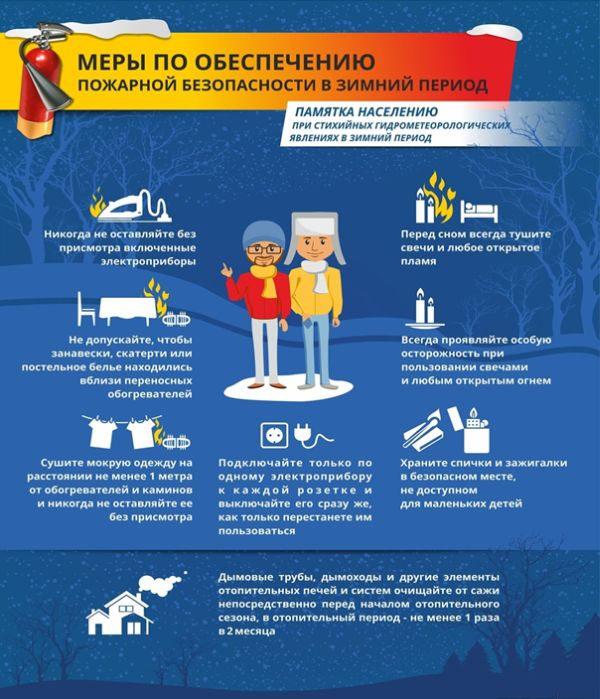 МЕРЫ ПО ОБЕСПЕЧЕНИЮ
ПОЖАРНОЙ БЕЗОПАСНОСТИ В ЗИМНИЙ ПЕРИОД
ПАМЯТКА НАСЕЛЕНИЮ
ПРИ СТИХИЙНЫХ ГИДРОМЕТЕОРОЛОГИЧЕСКИХ
ЯВЛЕНИЯХ В ЗИМНИЙ ПЕРИОД
Никогда не оставляйте без
присмотра включенные
электроприборы
Перед сном всегда тушите
свечи и любое открытое
пламя
Не допускайте, чтобы
занавески, скатерти или
постельное белье находились
вблизи переносных
обогревателей
Всегда проявляйте особую
осторожность при
пользовании свечами
и любым открытым огнем
Сушите мокрую одежду на
расстоянии не менее 1 метра
от обогревателей и каминов
и никогда не оставляйте ее
без присмотра
Подключайте только по
одному электроприбору
к каждой розетке и
выключайте его сразу же,
как только перестанете им
пользоваться
Храните спички и зажигалки
в безопасном месте,
не доступном
для маленьких детей
Дымовые трубы, дымоходы и другие элементы
отопительных печей и систем очищайте от сажи
непосредственно перед началом отопительного
сезона, в отопительный период - не менее 1 раза
в 2 месяца